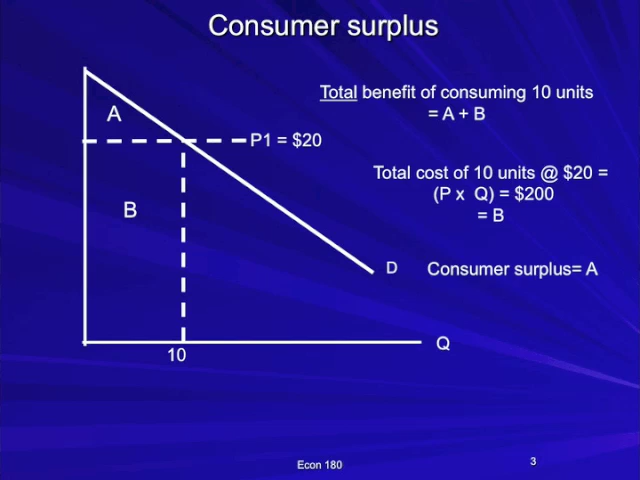 Consumer surplus
Total benefit of consuming 10 units
= A + B
A
P1 = $20
Total cost of 10 units @ $20 =
(P x Q) = $200
= B
B
D
Consumer surplus= A
Q
10
Econ 180
3